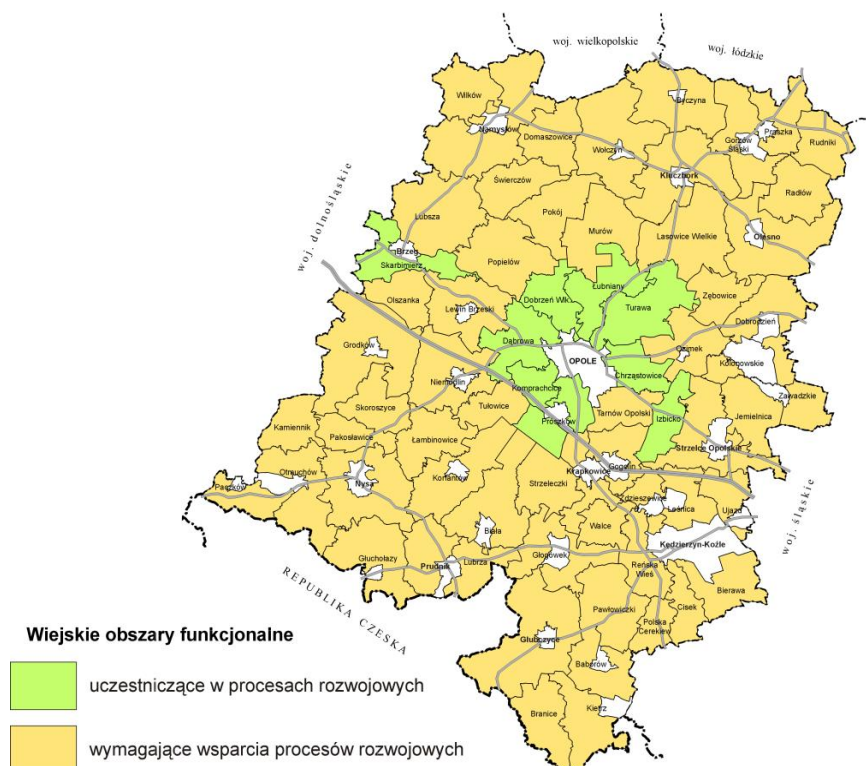 woj. wielkopolskie
woj. łódzkie
Wilków
Byczyna
Namysłów
Domaszowice
Wołczyn
Gorzów
Śląski
Praszka
Rudniki
Kluczbork
Świerczów
Radłów
Lubsza
Pokój
Murów
Lasowice Wielkie
Olesno
woj. dolnośląskie
Brzeg
Skarbimierz
Popielów
Łubniany
Turawa
Zębowice
Olszanka
Lewin Brzeski
Dobrzeń Wlk.
Dobrodzień
Grodków
Dąbrowa
OPOLE
Ozimek
Kolonowskie
Niemodlin
Komprachcice
Chrząstowice
Zawadzkie
Skoroszyce
Tułowice
Prószków
Tarnów Opolski
Izbicko
Jemielnica
Kamiennik
Pakosławice
Łambinowice
Strzelce Opolskie
Paczków
Otmuchów
Nysa
Korfantów
Strzeleczki
Krapkowice
Gogolin
Zdzieszowice
Leśnica
Ujazd
woj. śląskie
Biała
Walce
Głogówek
Kędzierzyn-Koźle
Głuchołazy
Prudnik
Lubrza
Reńska
Wieś
Bierawa
REPUBLIKA CZESKA
Pawłowiczki
Cisek
Polska
Cerekiew
Głubczyce
Baborów
Branice
Kietrz
Wiejskie obszary funkcjonalne
uczestniczące w procesach rozwojowych
wymagające wsparcia procesów rozwojowych